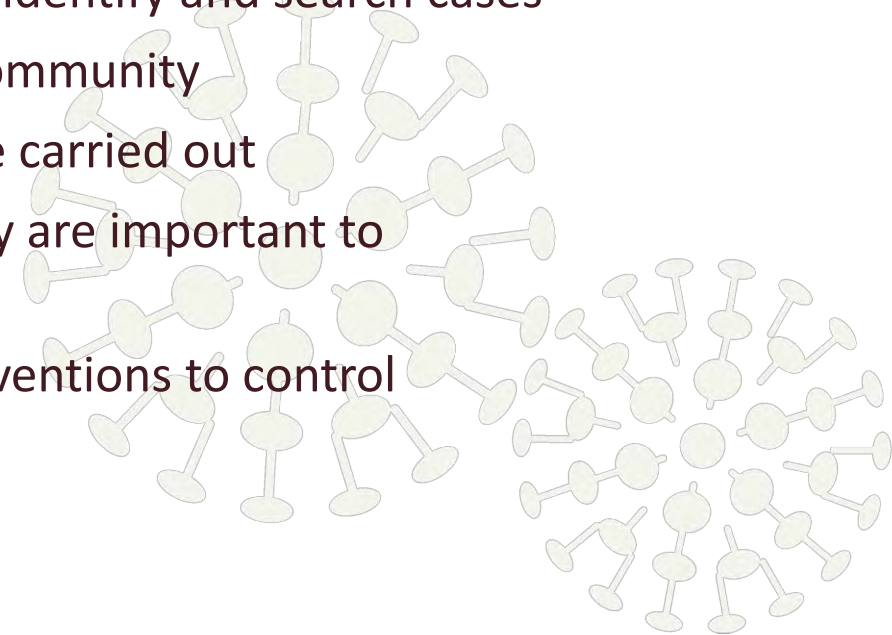 identify and search cases
ommunity
e carried out
y are important to
ventions to control